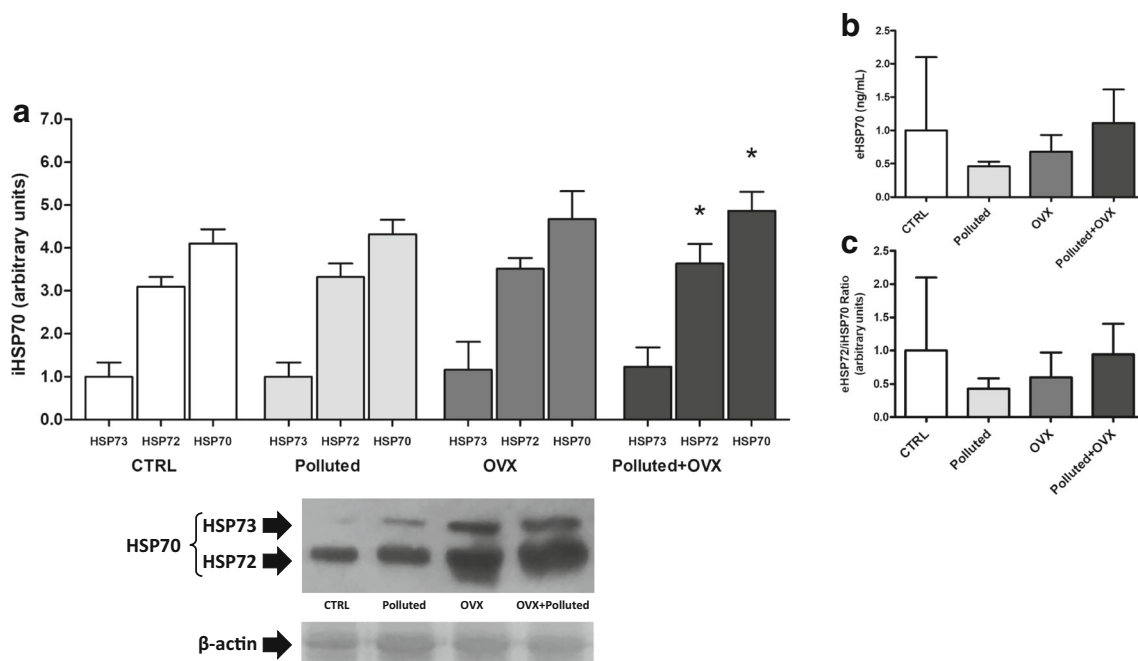 a
iHSP70 (arbitrary units)
7.0
6.0
5.0
4.0
3.0
2.0
1.0
0.0
* *
HSP73 HSP72 HSP70 HSP73 HSP72 HSP70 HSP73 HSP72 HSP70 HSP73 HSP72 HSP70
CTRL Polluted OVX Polluted+OVX
HSP70
HSP73
HSP72
CTRL Polluted OVX OVX+Polluted
β-actin
b
eHSP70 (ng/mL)
2.5
2.0
1.5
1.0
0.5
0.0
CTRL Polluted OVX Polluted+OVX
c
eHSP72/iHSP70 Ratio
(arbitrary units)
2.5
2.0
1.5
1.0
0.5
0.0
CTRL Polluted OVX Polluted+OVX